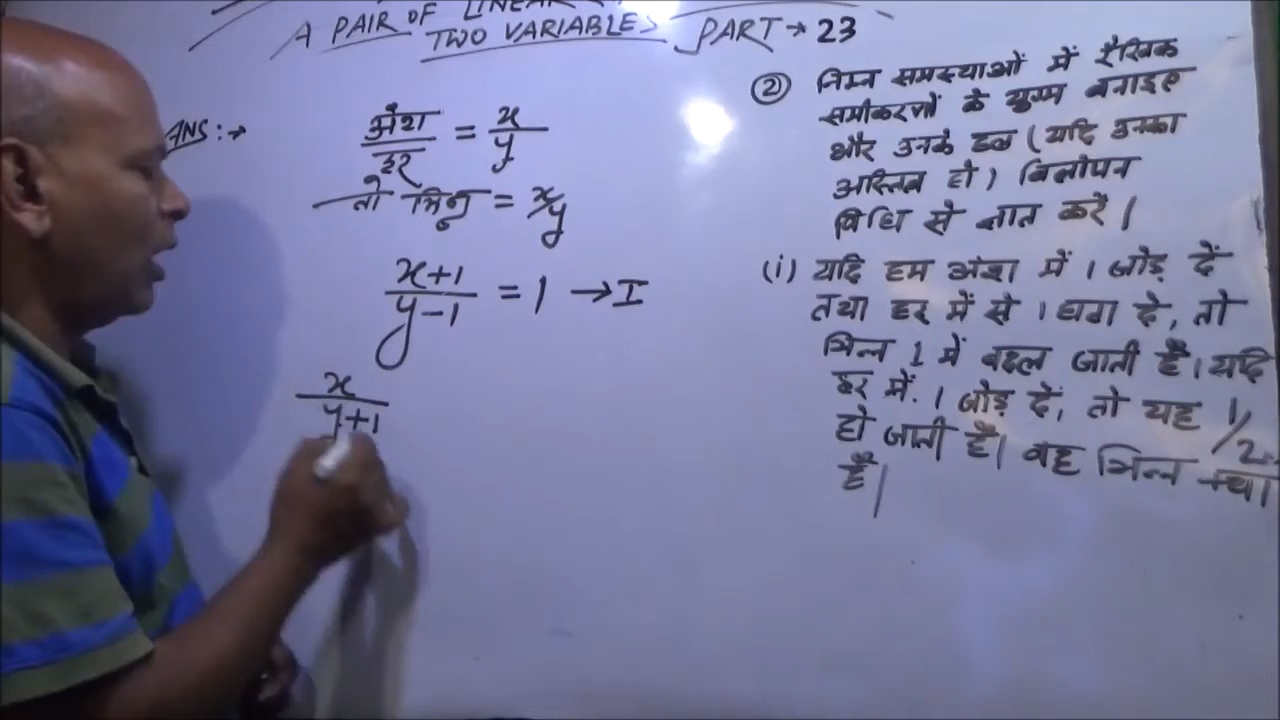 A PAIR OF LINEAR
TWO VARIABLES PART → 23
ANS :→
अंश/हर = x/y
तो भिन्न = x/y
x+1/y-1 = 1 → I
x/y+1
② निम्न समस्याओं में रैखिक
समीकरणों के युग्म बनाइए
और उनके हल (यदि उनका
अस्तित्व हो) विलोपन
विधि से ज्ञात करें।
(i) यदि हम अंश में 1 जोड़ दें
तथा हर में से 1 घटा दे, तो
भिन्न 1 में बदल जाती है। यदि
हर में. 1 जोड़ दें, तो यह 1/2
हो जाती है। वह भिन्न क्या
है।